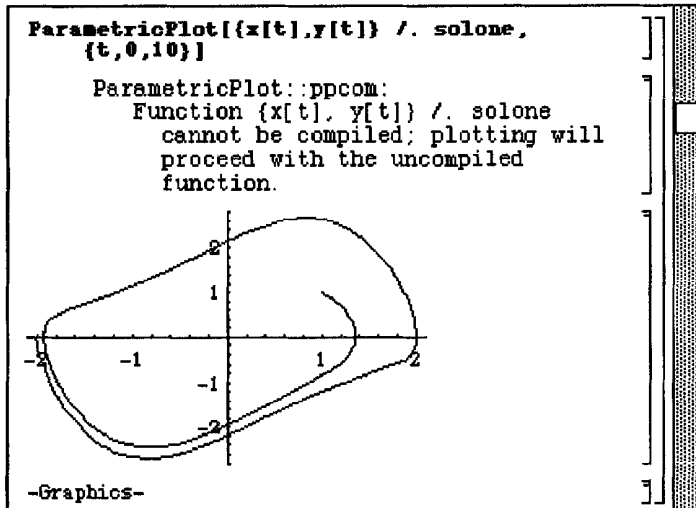 ParametricPlot[{x[t],y[t]} /. solone,
{t,0,10}]
ParametricPlot::ppcom:
Function {x[t], y[t]} /. solone
cannot be compiled; plotting will
proceed with the uncompiled
function.
2
1
-2
-1
1
2
-1
-2
-Graphics-